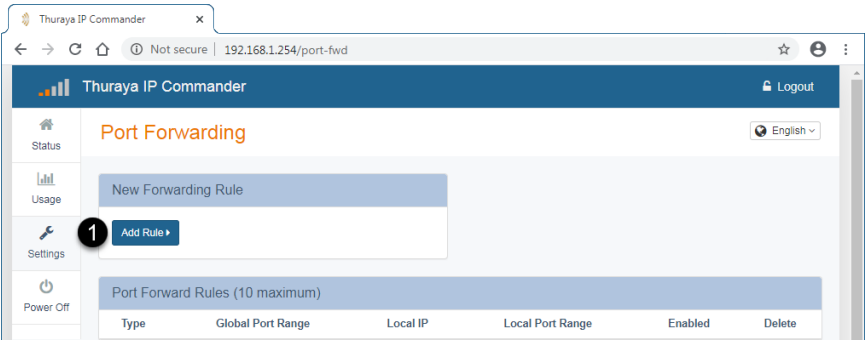 Thuraya IP Commander
Not secure | 192.168.1.254/port-fwd
Thuraya IP Commander
Logout
Status
Port Forwarding
English
Usage
New Forwarding Rule
1
Add Rule
Settings
Power Off
Port Forward Rules (10 maximum)
Type Global Port Range Local IP Local Port Range Enabled Delete